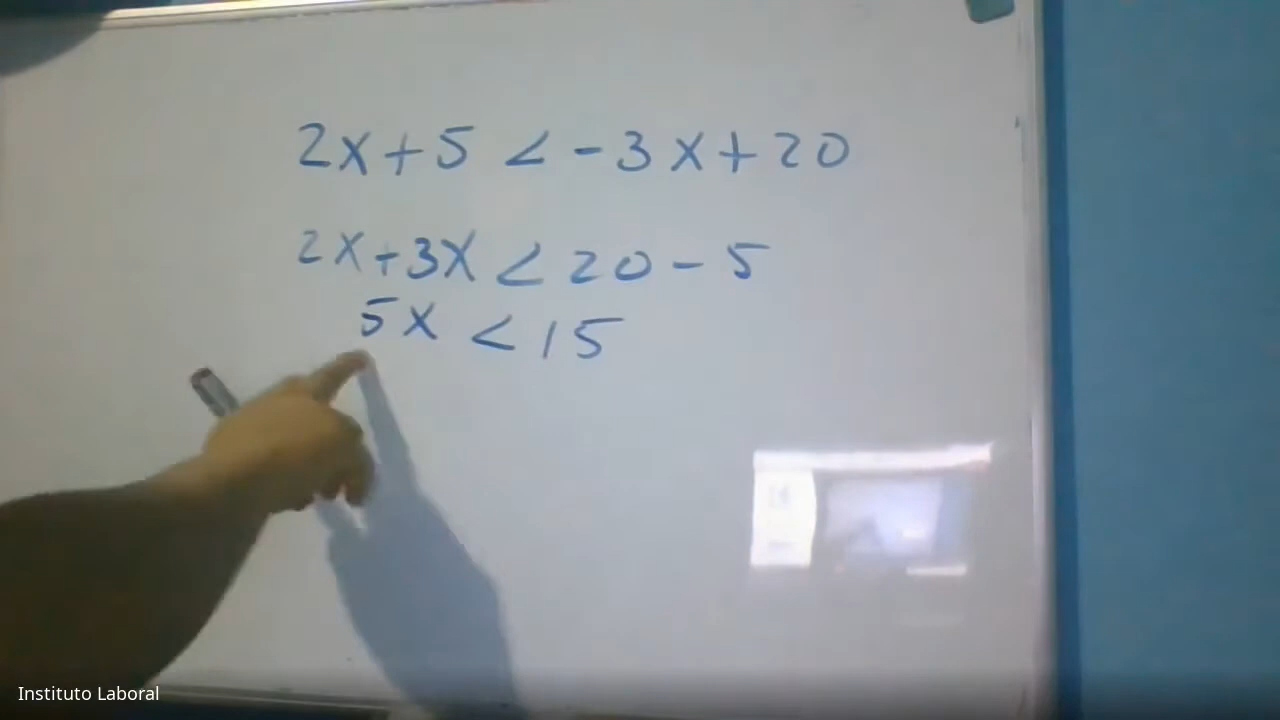 2x+5 < -3x+20
2x+3x < 20-5
5x < 15
Instituto Laboral